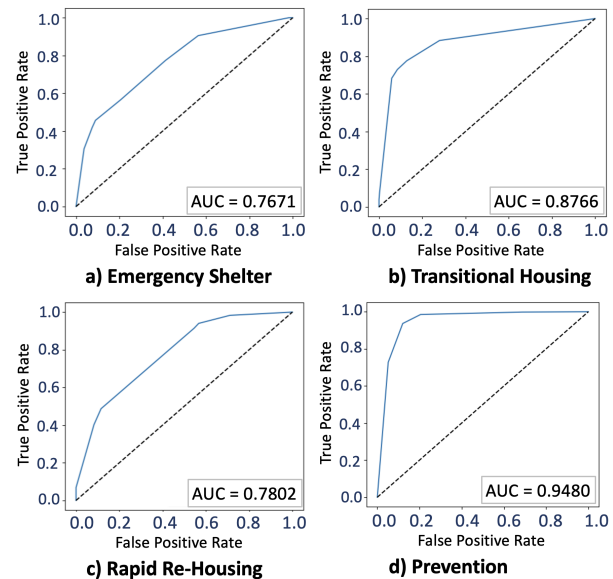 True Positive Rate
1.0
0.8
0.6
0.4
0.2
0.0
AUC = 0.7671
0.0 0.2 0.4 0.6 0.8 1.0
False Positive Rate
a) Emergency Shelter
True Positive Rate
1.0
0.8
0.6
0.4
0.2
0.0
AUC = 0.8766
0.0 0.2 0.4 0.6 0.8 1.0
False Positive Rate
b) Transitional Housing
True Positive Rate
1.0
0.8
0.6
0.4
0.2
0.0
AUC = 0.7802
0.0 0.2 0.4 0.6 0.8 1.0
False Positive Rate
c) Rapid Re-Housing
True Positive Rate
1.0
0.8
0.6
0.4
0.2
0.0
AUC = 0.9480
0.0 0.2 0.4 0.6 0.8 1.0
False Positive Rate
d) Prevention